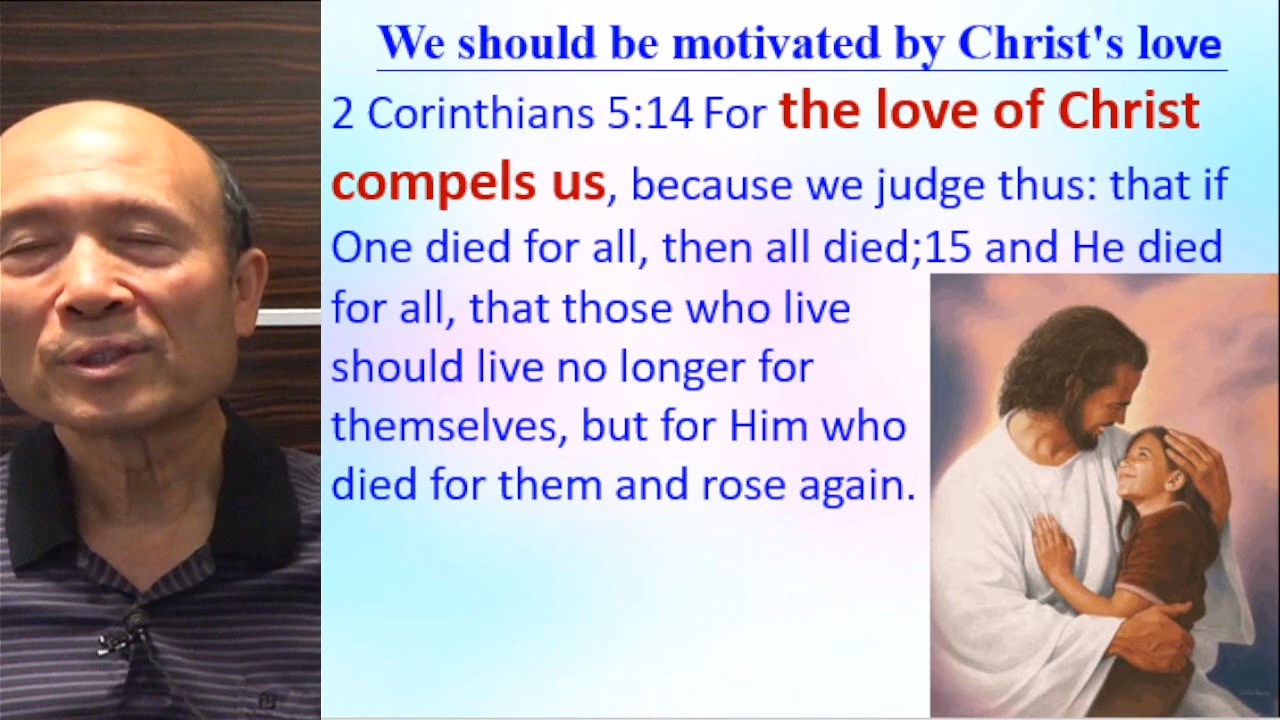 We should be motivated by Christ's love
2 Corinthians 5:14 For the love of Christ
compels us, because we judge thus: that if
One died for all, then all died;15 and He died
for all, that those who live
should live no longer for
themselves, but for Him who
died for them and rose again.